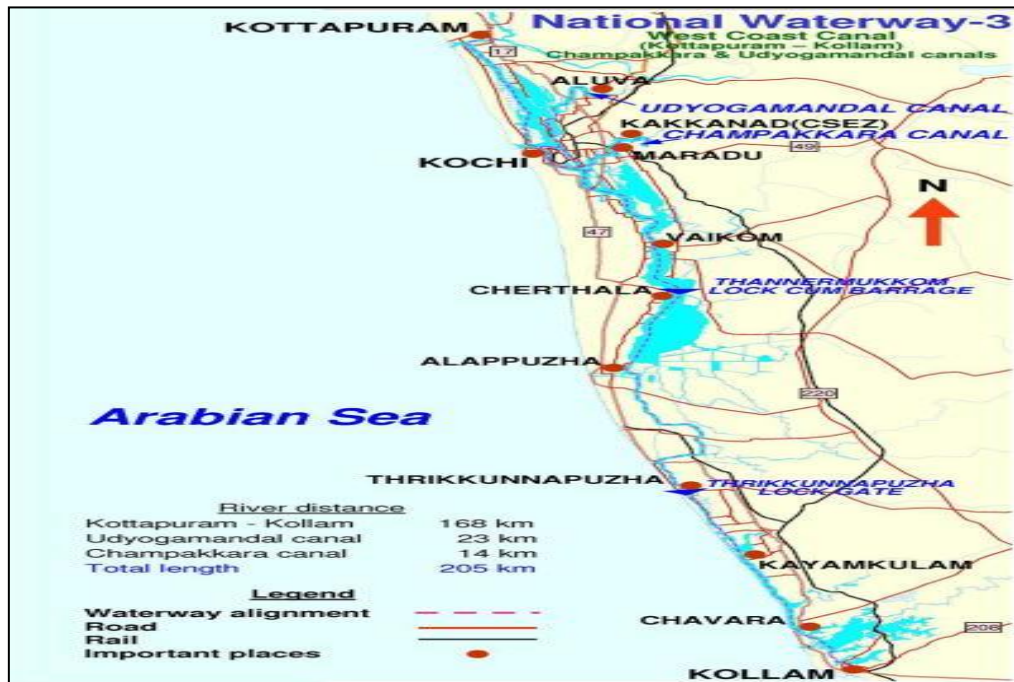 National Waterway-3
West Coast Canal
(Kottapuram – Kollam)
Champakkara & Udyogamandal canals
KOTTAPURAM
17
ALUVA
UDYOGAMANDAL CANAL
KAKKANAD(CSEZ)
CHAMPAKKARA CANAL
49
MARADU
KOCHI
N
47
VAIKOM
THANNERMUKKOM
LOCK CUM BARRAGE
CHERTHALA
ALAPPUZHA
220
Arabian Sea
THRIKKUNNAPUZHA
THRIKKUNNAPUZHA
LOCK GATE
River distance
Kottapuram - Kollam 168 km
Udyogamandal canal 23 km
Champakkara canal 14 km
Total length 205 km
KAYAMKULAM
Legend
Waterway alignment
Road
Rail
Important places
CHAVARA
208
KOLLAM